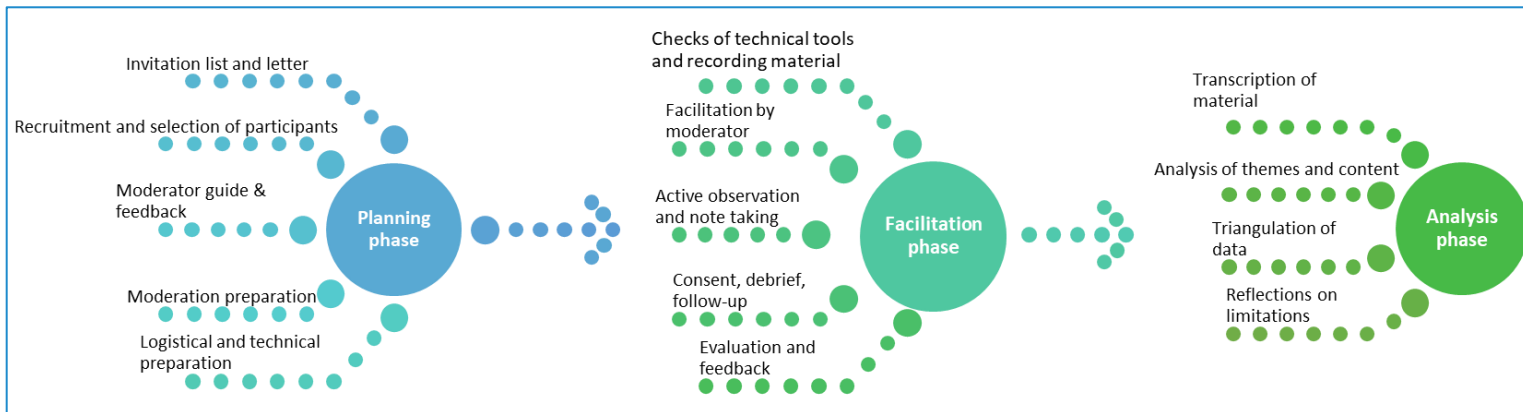 Invitation list and letter
Recruitment and selection of participants
Moderator guide &
feedback
Moderation preparation
Logistical and technical
preparation
Planning
phase
Checks of technical tools
and recording material
Facilitation by
moderator
Active observation
and note taking
Consent, debrief,
follow-up
Evaluation and
feedback
Facilitation
phase
Transcription of
material
Analysis of themes and content
Triangulation of
data
Reflections on
limitations
Analysis
phase